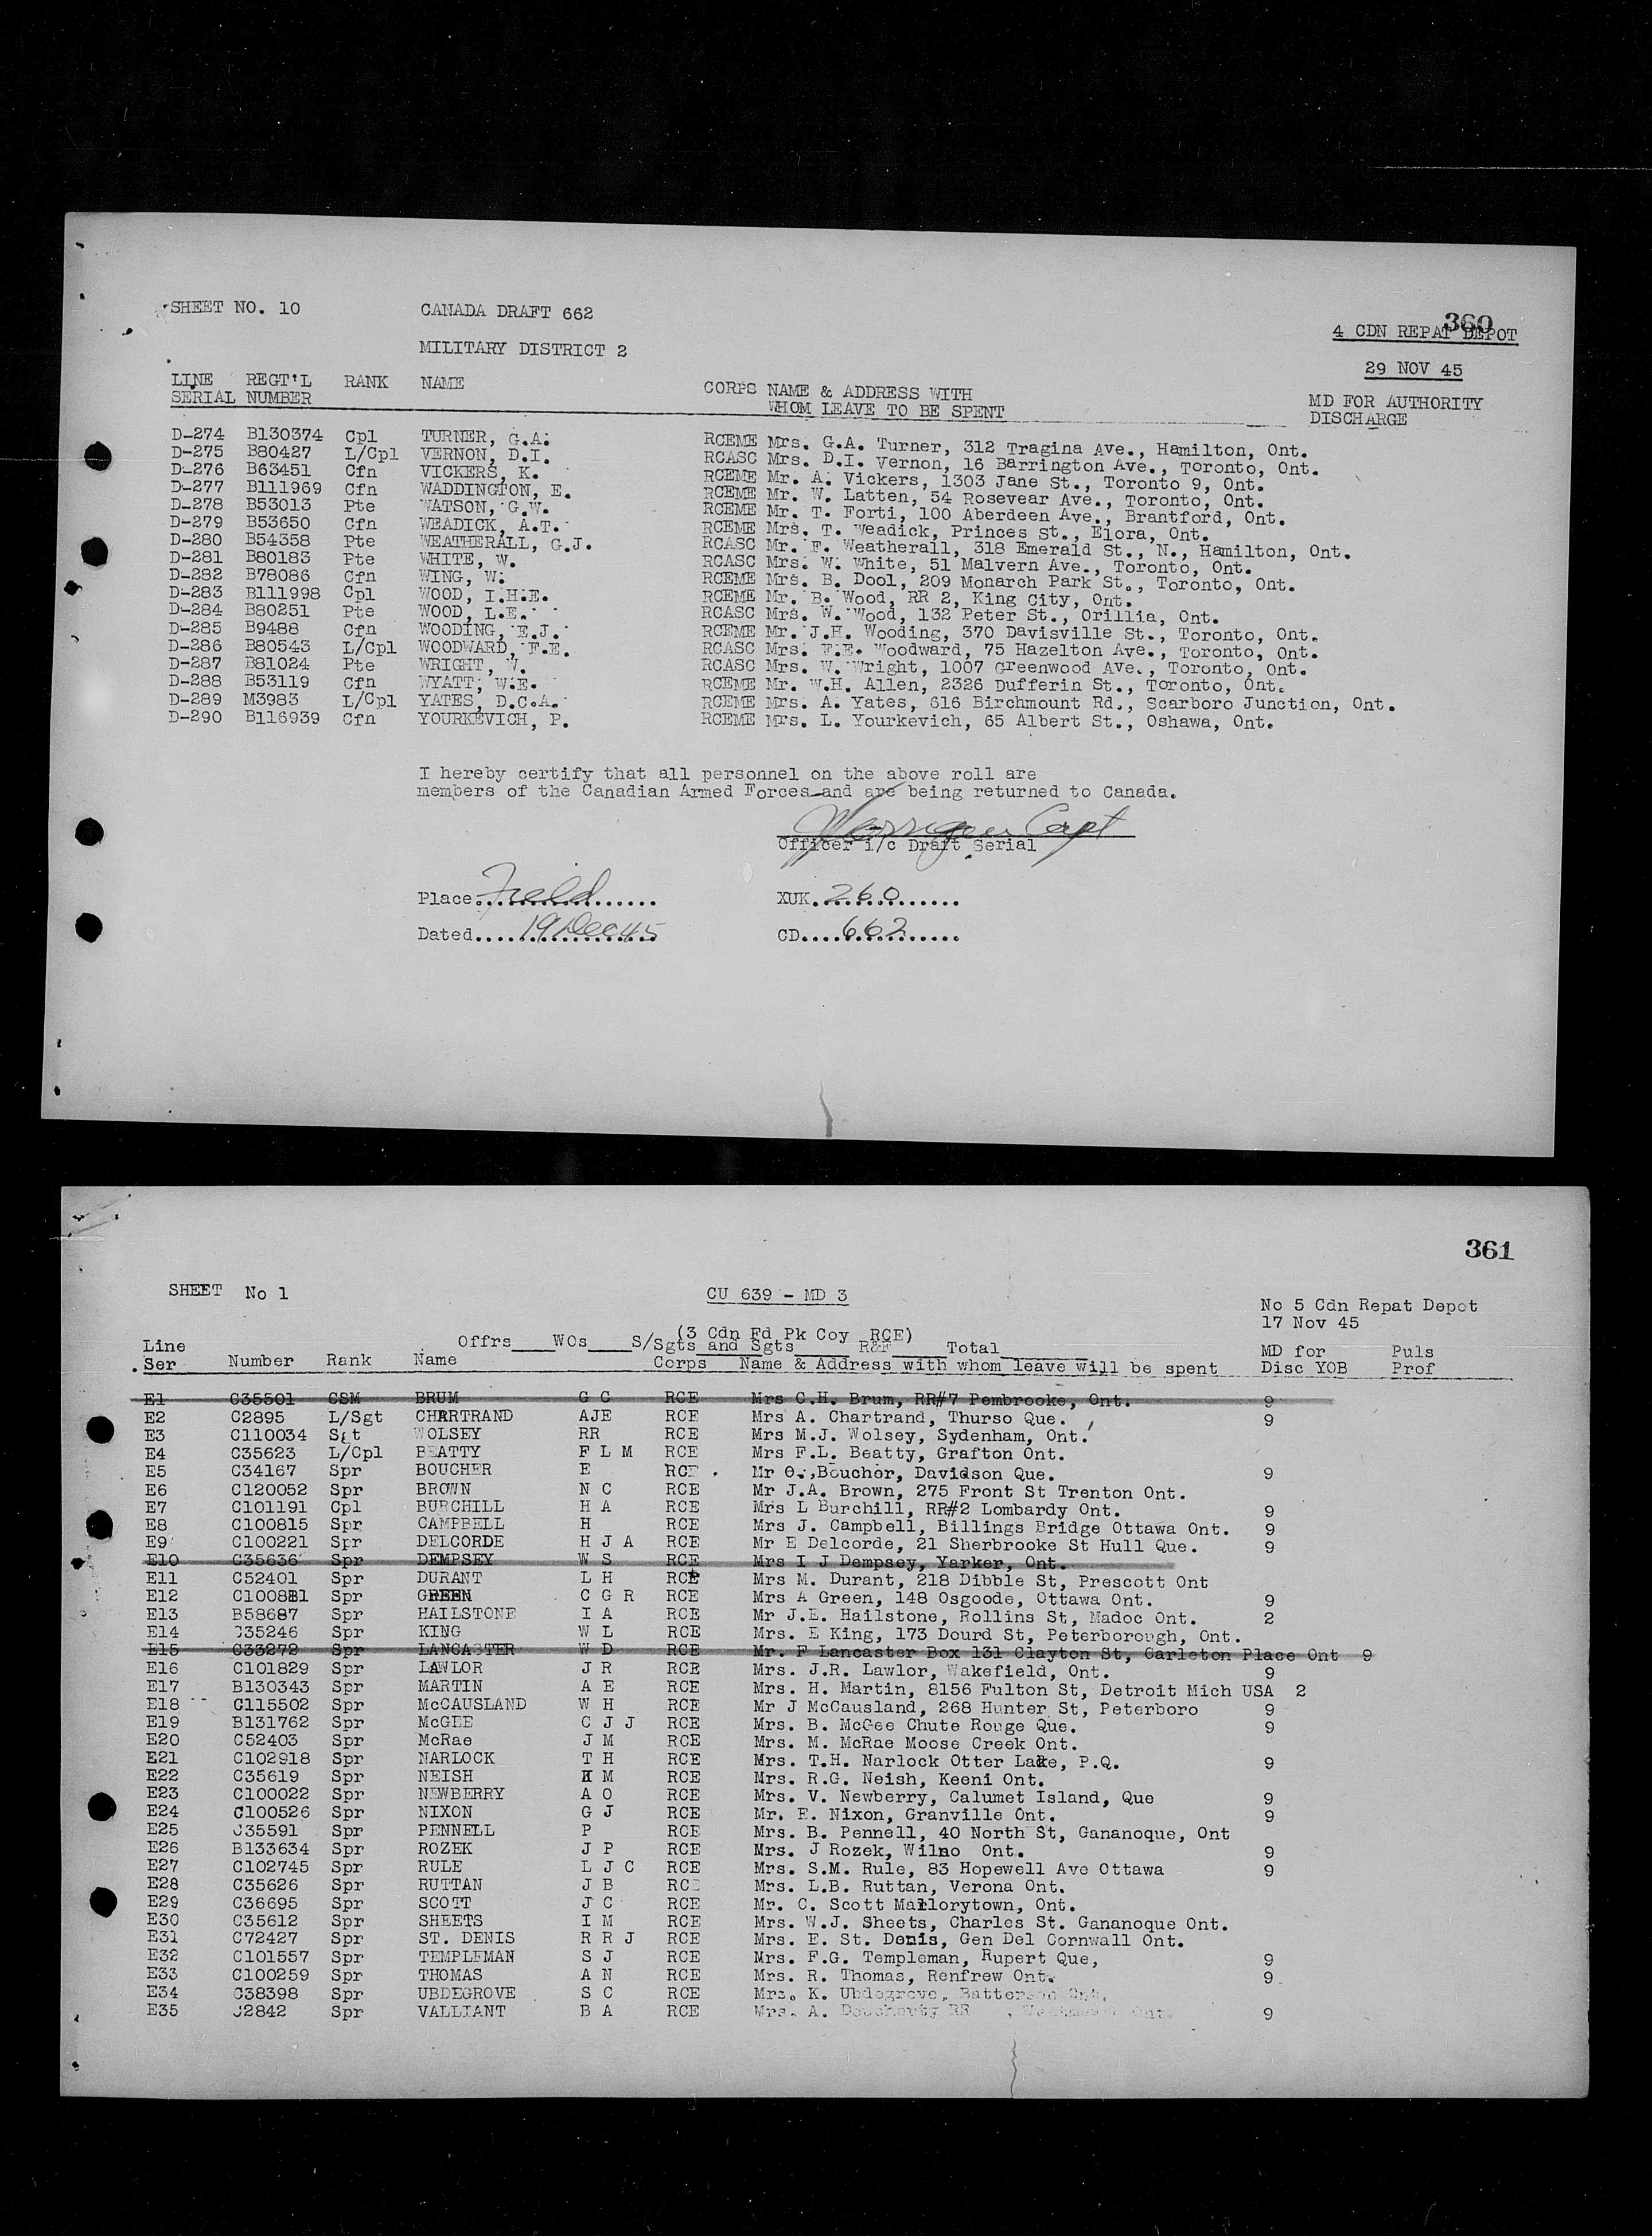 360
SHEET NO. 10 CANADA DRAFT 662 4 CDN REPAT DEPOT
MILITARY DISTRICT 2 29 NOV 45
LINE REGT'L RANK NAME CORPS NAME & ADDRESS WITH MD FOR AUTHORITY
SERIAL NUMBER WHOM LEAVE TO BE SPENT DISCHARGE
D-274 B130374 Cpl TURNER, G.A. RCEME Mrs. G.A. Turner, 312 Tragina Ave., Hamilton, Ont.
D-275 B80427 L/Cpl VERNON, D.I. RCASC Mrs. D.I. Vernon, 16 Barrington Ave., Toronto, Ont.
D-276 B63451 Cfn VICKERS, K. RCEME Mr. A. Vickers, 1303 Jane St., Toronto 9, Ont.
D-277 B111969 Cfn WADDINGTON, E. RCEME Mr. W. Latten, 54 Rosevear Ave., Toronto, Ont.
D-278 B53013 Pte WATSON, G.W. RCEME Mr. T. Forti, 100 Aberdeen Ave., Brantford, Ont.
D-279 B53650 Cfn WEADICK, A.T. RCEME Mrs. T. Weadick, Princes St., Elora, Ont.
D-280 B54358 Pte WEATHERALL, G.J. RCASC Mr. F. Weatherall, 318 Emerald St., N., Hamilton, Ont.
D-281 B80183 Pte WHITE, W. RCASC Mrs. W. White, 51 Malvern Ave., Toronto, Ont.
D-282 B78086 Cfn WING, W. RCEME Mrs. B. Dool, 209 Monarch Park St., Toronto, Ont.
D-283 B111998 Cpl WOOD, I.H.E. RCEME Mr. B. Wood, RR 2, King City, Ont.
D-284 B80251 Pte WOOD, L.E. RCASC Mrs. W. Wood, 132 Peter St., Orillia, Ont.
D-285 B9488 Cfn WOODING, E.J. RCEME Mr. J.H. Wooding, 370 Davisville St., Toronto, Ont.
D-286 B80543 L/Cpl WOODWARD, F.E. RCASC Mrs. F.E. Woodward, 75 Hazelton Ave., Toronto, Ont.
D-287 B81024 Pte WRIGHT, W. RCASC Mrs. W. Wright, 1007 Greenwood Ave., Toronto, Ont.
D-288 B53119 Cfn WYATT, W.E. RCEME Mr. W.H. Allen, 2326 Dufferin St., Toronto, Ont.
D-289 M3983 L/Cpl YATES, D.C.A. RCEME Mrs. A. Yates, 616 Birchmount Rd., Scarboro Junction, Ont.
D-290 B116939 Cfn YOURKEVICH, P. RCEME Mrs. L. Yourkevich, 65 Albert St., Oshawa, Ont.
I hereby certify that all personnel on the above roll are
members of the Canadian Armed Forces and are being returned to Canada.
Capt
Officer i/c Draft Serial
Place Field XUK. 260
Dated 19 Dec 45 CD. 662
361
SHEET No 1 CU 639 - MD 3 No 5 Cdn Repat Depot
(3 Cdn Fd Pk Coy RCE) 17 Nov 45
Offrs WOs S/Sgts and Sgts R&F Total
Line MD for Puls
Ser Number Rank Name Corps Name & Address with whom leave will be spent Disc YOB Prof
E1 C35501 CSM BRUM G C RCE Mrs C.H. Brum, RR#7 Pembrooke, Ont. 9
E2 C2895 L/Sgt CHARTRAND AJE RCE Mrs A. Chartrand, Thurso Que. 9
E3 C110034 Sgt WOLSEY RR RCE Mrs M.J. Wolsey, Sydenham, Ont.
E4 C35623 L/Cpl BEATTY F L M RCE Mrs F.L. Beatty, Grafton Ont.
E5 C34167 Spr BOUCHER E RCE Mr O., Boucher, Davidson Que. 9
E6 C120052 Spr BROWN N C RCE Mr J.A. Brown, 275 Front St Trenton Ont.
E7 C101191 Cpl BURCHILL H A RCE Mrs L Burchill, RR#2 Lombardy Ont. 9
E8 C100815 Spr CAMPBELL H RCE Mrs J. Campbell, Billings Bridge Ottawa Ont. 9
E9 C100221 Spr DELCORDE H J A RCE Mr E Delcorde, 21 Sherbrooke St Hull Que. 9
E10 C35636 Spr DEMPSEY W S RCE Mrs I J Dempsey, Yarker, Ont.
E11 C52401 Spr DURANT L H RCE Mrs M. Durant, 218 Dibble St, Prescott Ont
E12 C100881 Spr GREEN C G R RCE Mrs A Green, 148 Osgoode, Ottawa Ont. 9
E13 B58687 Spr HAILSTONE I A RCE Mr J.E. Hailstone, Rollins St, Madoc Ont. 2
E14 C35246 Spr KING W L RCE Mrs. E King, 173 Dourd St, Peterborough, Ont.
E15 C33272 Spr LANCASTER W D RCE Mr. F Lancaster Box 131 Clayton St, Carleton Place Ont 9
E16 C101829 Spr LAWLOR J R RCE Mrs. J.R. Lawlor, Wakefield, Ont. 9
E17 B130343 Spr MARTIN A E RCE Mrs. H. Martin, 8156 Fulton St, Detroit Mich USA 2
E18 C115502 Spr McCAUSLAND W H RCE Mr J McCausland, 268 Hunter St, Peterboro 9
E19 B131762 Spr McGEE C J J RCE Mrs. B. McGee Chute Rouge Que. 9
E20 C52403 Spr McRae J M RCE Mrs. M. McRae Moose Creek Ont.
E21 C102918 Spr NARLOCK T H RCE Mrs. T.H. Narlock Otter Lake, P.Q. 9
E22 C35619 Spr NEISH M RCE Mrs. R.G. Neish, Keeni Ont.
E23 C100022 Spr NEWBERRY A O RCE Mrs. V. Newberry, Calumet Island, Que 9
E24 C100526 Spr NIXON G J RCE Mr. E. Nixon, Granville Ont. 9
E25 C35591 Spr PENNELL P RCE Mrs. B. Pennell, 40 North St, Gananoque, Ont
E26 B133634 Spr ROZEK J P RCE Mrs. J Rozek, Wilno Ont. 9
E27 C102745 Spr RULE L J C RCE Mrs. S.M. Rule, 83 Hopewell Ave Ottawa 9
E28 C35626 Spr RUTTAN J B RCE Mrs. L.B. Ruttan, Verona Ont.
E29 C36695 Spr SCOTT J C RCE Mr. C. Scott Mallorytown, Ont.
E30 C35612 Spr SHEETS I M RCE Mrs. W.J. Sheets, Charles St. Gananoque Ont.
E31 C72427 Spr ST. DENIS R R J RCE Mrs. E. St. Denis, Gen Del Cornwall Ont.
E32 C101557 Spr TEMPLEMAN S J RCE Mrs. F.G. Templeman, Rupert Que, 9
E33 C100259 Spr THOMAS A N RCE Mrs. R. Thomas, Renfrew Ont. 9
E34 C38398 Spr UBDEGROVE S C RCE Mrs. K. Ubdegrove, Ont.
E35 C2842 Spr VALLIANT B A RCE Mrs. A. RR Ont. 9